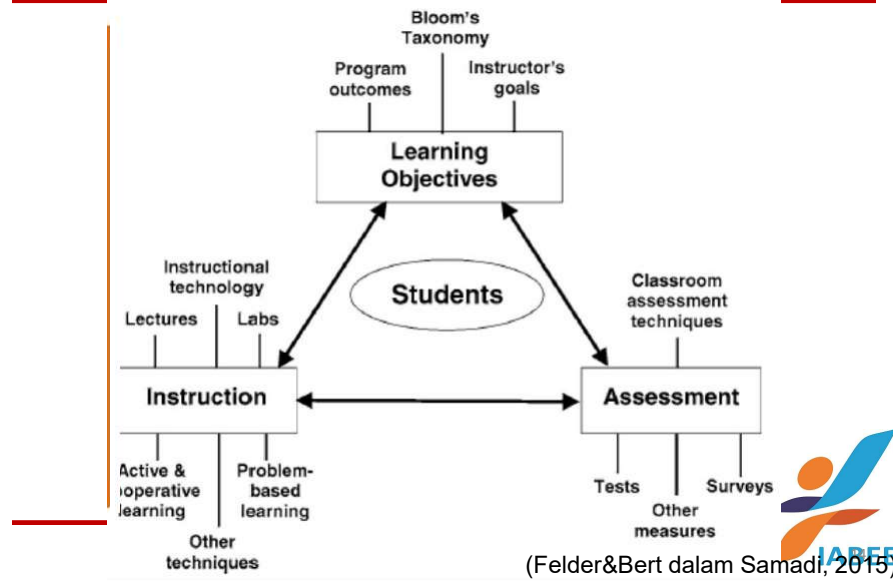 Bloom's
Taxonomy
Program
outcomes
Instructor's
goals
Learning
Objectives
Students
Instructional
technology
Lectures
Labs
Classroom
assessment
techniques
Instruction
Assessment
Active &
ooperative
learning
Problem-
based
learning
Other
techniques
Tests
Surveys
Other
measures
(Felder&Bert dalam Samadi, 2015)